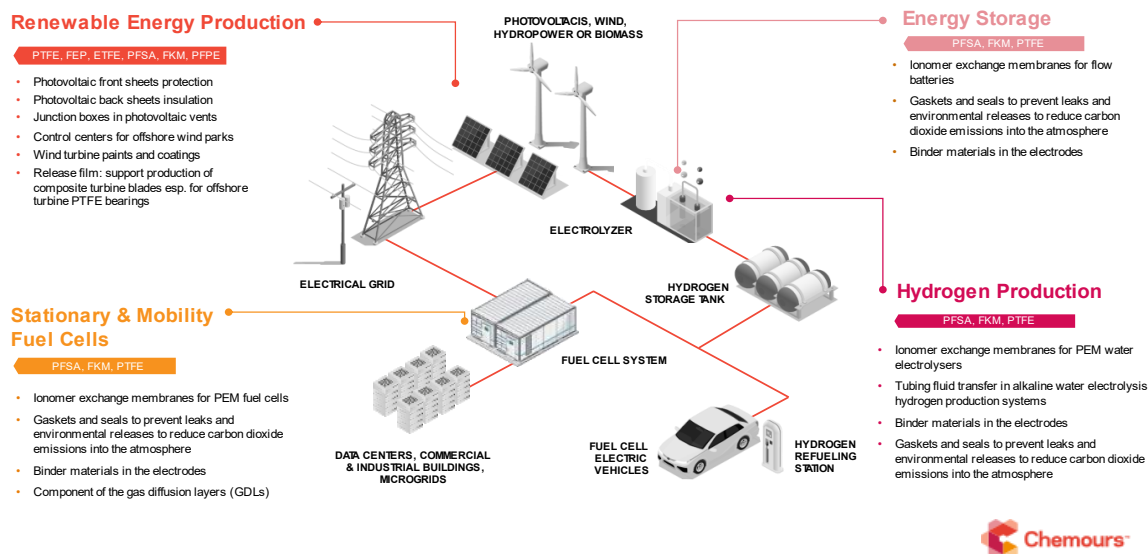 Renewable Energy Production
PTFE, FEP, ETFE, PFSA, FKM, PFPE
• Photovoltaic front sheets protection
• Photovoltaic back sheets insulation
• Junction boxes in photovoltaic vents
• Control centers for offshore wind parks
• Wind turbine paints and coatings
• Release film: support production of
composite turbine blades esp. for offshore
turbine PTFE bearings
PHOTOVOLTACIS, WIND,
HYDROPOWER OR BIOMASS
Energy Storage
PFSA, FKM, PTFE
• Ionomer exchange membranes for flow
batteries
• Gaskets and seals to prevent leaks and
environmental releases to reduce carbon
dioxide emissions into the atmosphere
• Binder materials in the electrodes
ELECTROLYZER
ELECTRICAL GRID
HYDROGEN
STORAGE TANK
Stationary & Mobility
Fuel Cells
PFSA, FKM, PTFE
• Ionomer exchange membranes for PEM fuel cells
• Gaskets and seals to prevent leaks and
environmental releases to reduce carbon dioxide
emissions into the atmosphere
• Binder materials in the electrodes
• Component of the gas diffusion layers (GDLs)
FUEL CELL SYSTEM
DATA CENTERS, COMMERCIAL
& INDUSTRIAL BUILDINGS,
MICROGRIDS
FUEL CELL
ELECTRIC
VEHICLES
HYDROGEN
REFUELING
STATION
Hydrogen Production
PFSA, FKM, PTFE
• Ionomer exchange membranes for PEM water
electrolysers
• Tubing fluid transfer in alkaline water electrolysis
hydrogen production systems
• Binder materials in the electrodes
• Gaskets and seals to prevent leaks and
environmental releases to reduce carbon dioxide
emissions into the atmosphere
Chemours™